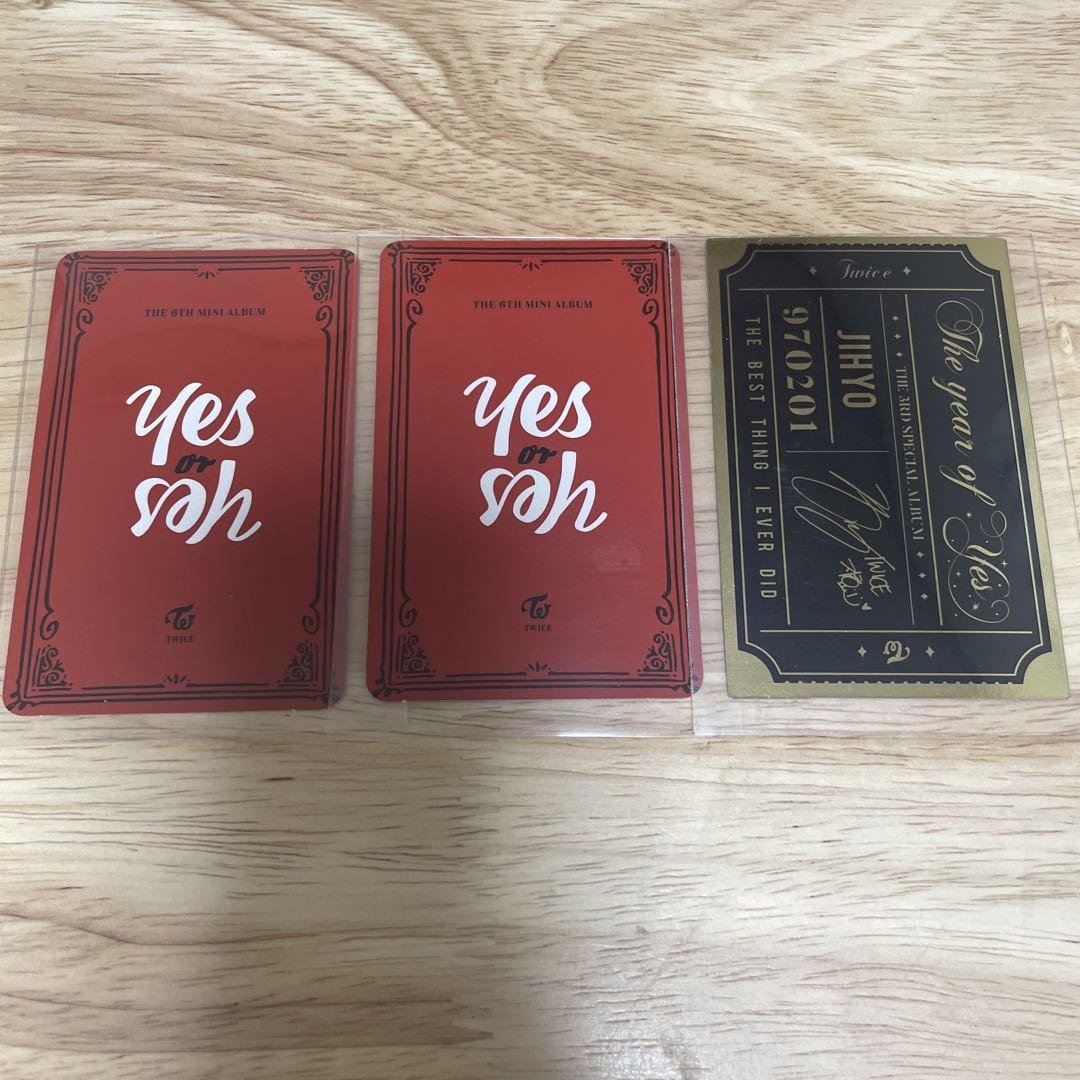 THE 6TH MINI ALBUM
Yes
or
Yes
TWICE
THE 6TH MINI ALBUM
Yes
or
Yes
TWICE
Twice
The year of Yes
THE 3RD SPECIAL ALBUM
JIHYO
970201
TWICE
THE BEST THING I EVER DID